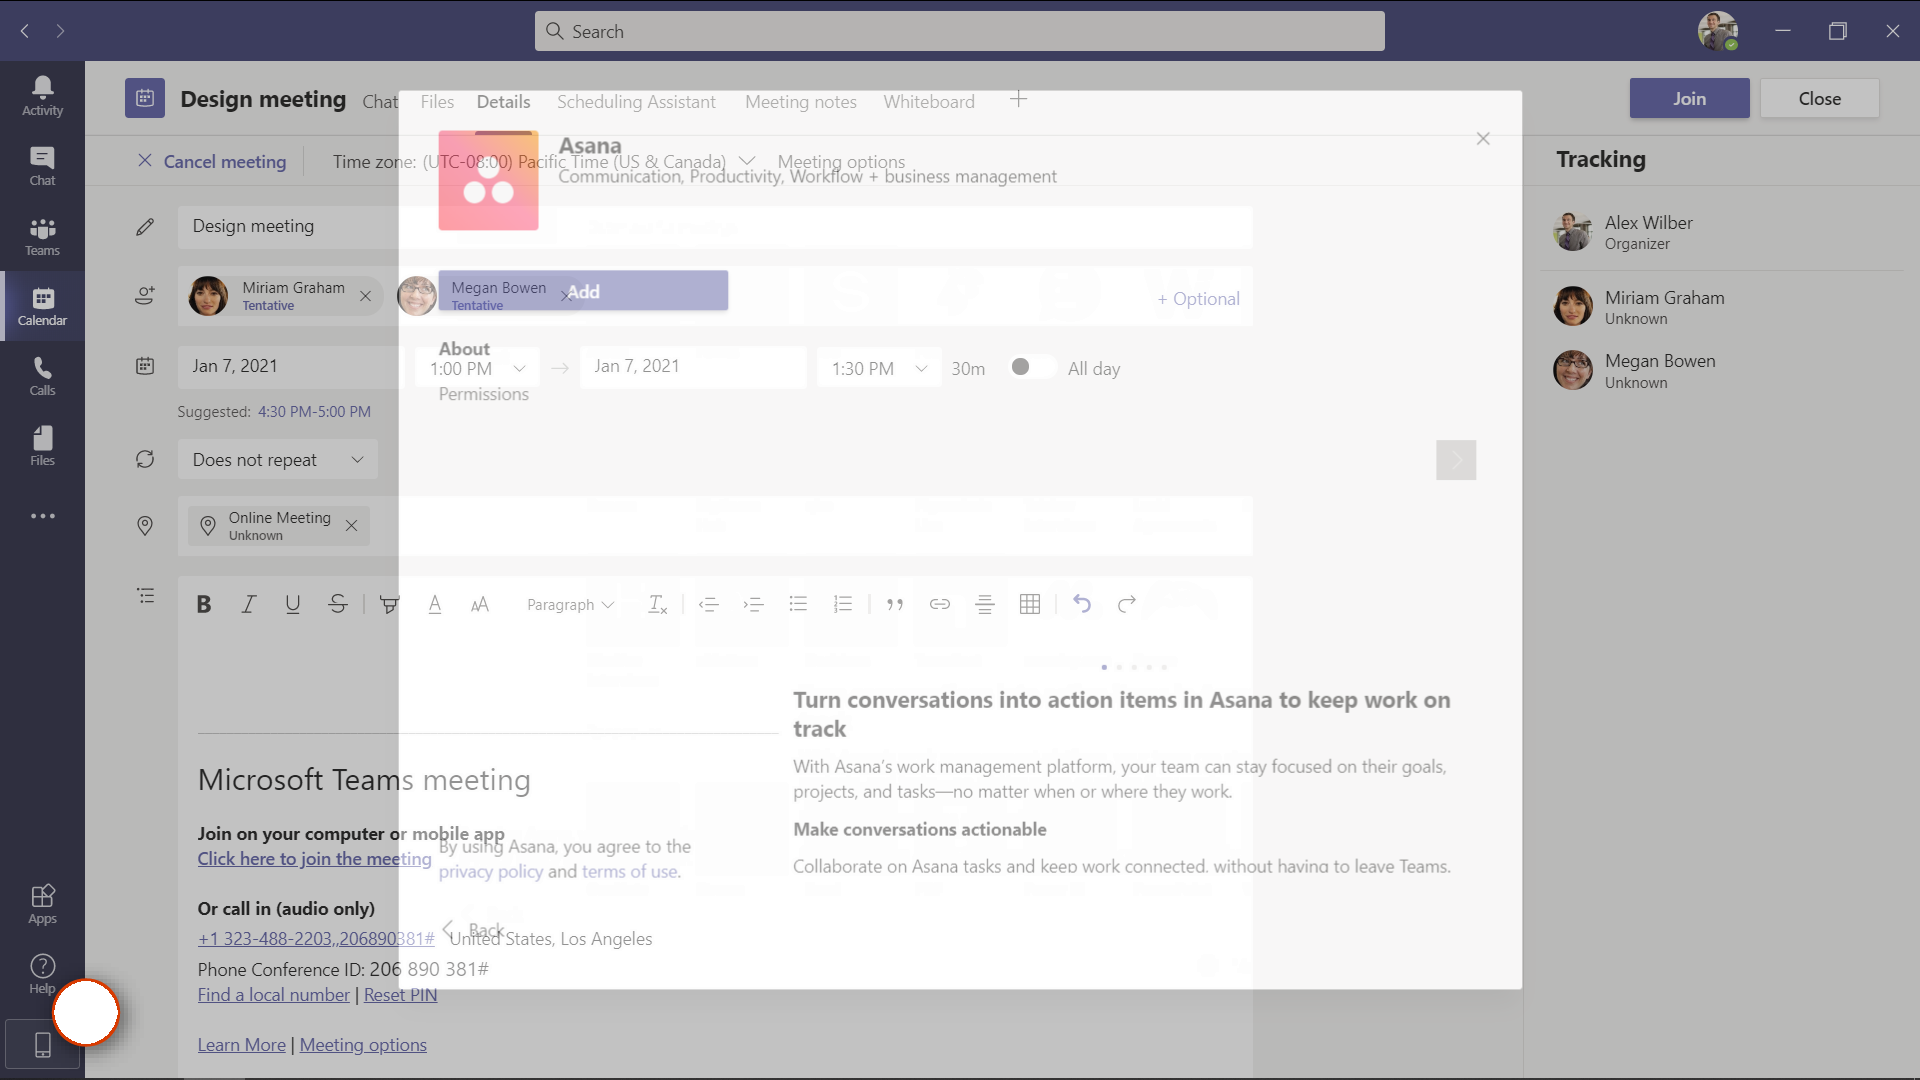 Search
Activity
Chat
Teams
Calendar
Calls
Files
Apps
Help
Design meeting
Chat
Files
Details
Scheduling Assistant
Meeting notes
Whiteboard
Join
Close
Cancel meeting
Time zone: (UTC-08:00) Pacific Time (US & Canada)
Meeting options
Asana
Communication, Productivity, Workflow + business management
Tracking
Design meeting
Alex Wilber
Organizer
Miriam Graham
Tentative
Megan Bowen
Tentative
Add
+ Optional
Miriam Graham
Unknown
Megan Bowen
Unknown
About
Jan 7, 2021
1:00 PM
Jan 7, 2021
1:30 PM
30m
All day
Permissions
Suggested: 4:30 PM-5:00 PM
Does not repeat
Online Meeting
Unknown
Paragraph
Turn conversations into action items in Asana to keep work on
track
With Asana's work management platform, your team can stay focused on their goals,
projects, and tasks—no matter when or where they work.
Make conversations actionable
Collaborate on Asana tasks and keep work connected, without having to leave Teams.
Microsoft Teams meeting
Join on your computer or mobile app
Click here to join the meeting
By using Asana, you agree to the
privacy policy and terms of use.
Or call in (audio only)
Back
+1 323-488-2203,,206890381# United States, Los Angeles
Phone Conference ID: 206 890 381#
Find a local number | Reset PIN
Learn More | Meeting options